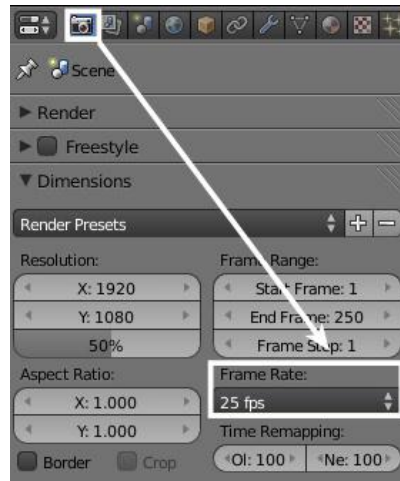 Scene
Render
Freestyle
Dimensions
Render Presets
Resolution:
X: 1920
Y: 1080
50%
Aspect Ratio:
X: 1.000
Y: 1.000
Border
Crop
Frame Range:
Start Frame: 1
End Frame: 250
Frame Step: 1
Frame Rate:
25 fps
Time Remapping:
Ol: 100
Ne: 100